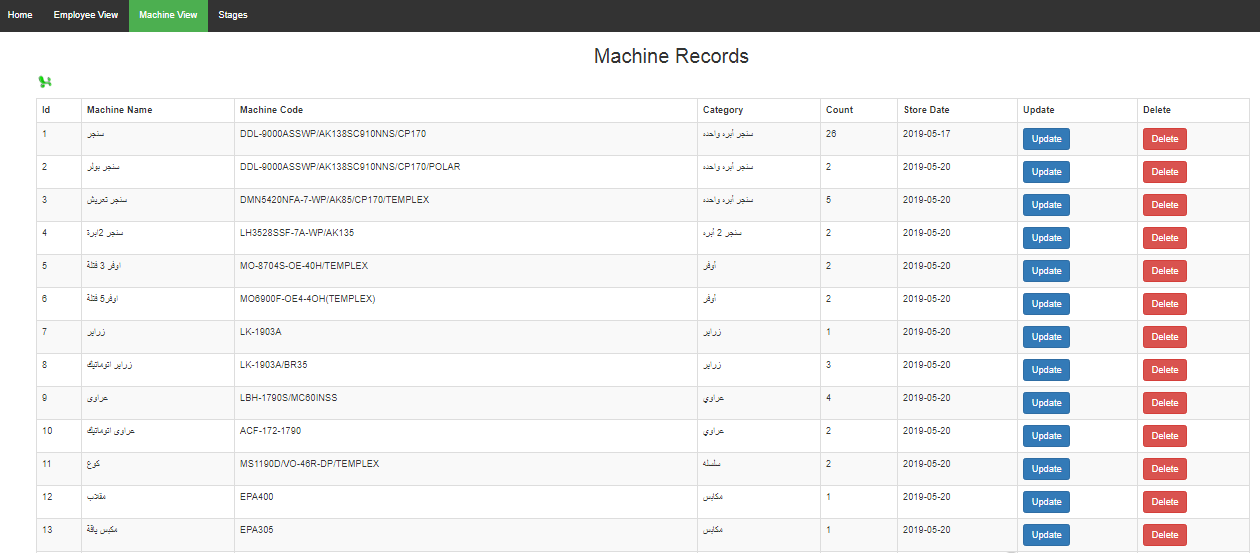 Home Employee View Machine View Stages
Machine Records
Id Machine Name Machine Code Category Count Store Date Update Delete
1 سنجر DDL-9000ASSWP/AK138SC910NNS/CP170 سنجر أبره واحده 26 2019-05-17 Update Delete
2 سنجر بولر DDL-9000ASSWP/AK138SC910NNS/CP170/POLAR سنجر أبره واحده 2 2019-05-20 Update Delete
3 سنجر تعريش DMN5420NFA-7-WP/AK85/CP170/TEMPLEX سنجر أبره واحده 5 2019-05-20 Update Delete
4 سنجر 2ابرة LH3528SSF-7A-WP/AK135 سنجر 2 أبره 2 2019-05-20 Update Delete
5 اوفر 3 فتلة MO-8704S-OE-40H/TEMPLEX أوفر 2 2019-05-20 Update Delete
6 اوفر5 فتلة MO6900F-OE4-4OH(TEMPLEX) أوفر 2 2019-05-20 Update Delete
7 زراير LK-1903A زراير 1 2019-05-20 Update Delete
8 زراير اتوماتيك LK-1903A/BR35 زراير 3 2019-05-20 Update Delete
9 عراوى LBH-1790S/MC60INSS عراوي 4 2019-05-20 Update Delete
10 عراوى اتوماتيك ACF-172-1790 عراوي 2 2019-05-20 Update Delete
11 كوع MS1190D/VO-46R-DP/TEMPLEX سلسله 2 2019-05-20 Update Delete
12 مقلاب EPA400 مكابس 1 2019-05-20 Update Delete
13 مكبس ياقة EPA305 مكابس 1 2019-05-20 Update Delete